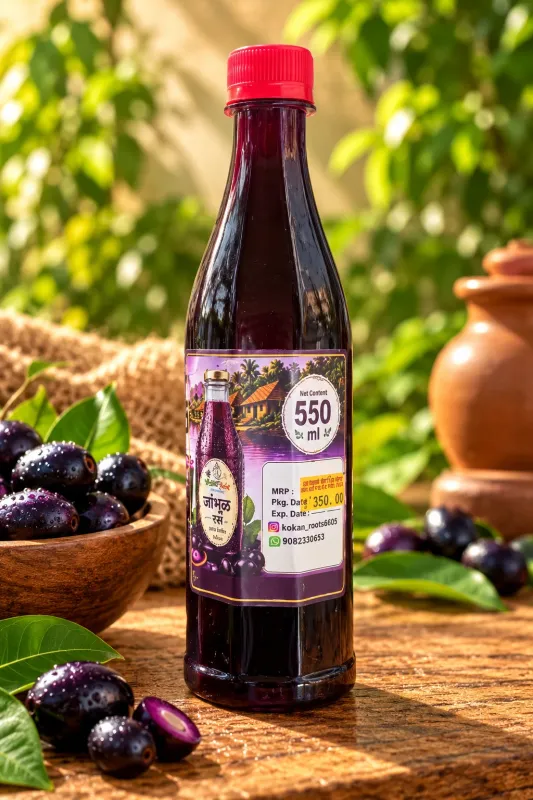 Net Content
550
ml
जांभूळ
रस
MRP :
350.00
Pkg. Date
Exp. Date:
kokan_roots6605
9082330653